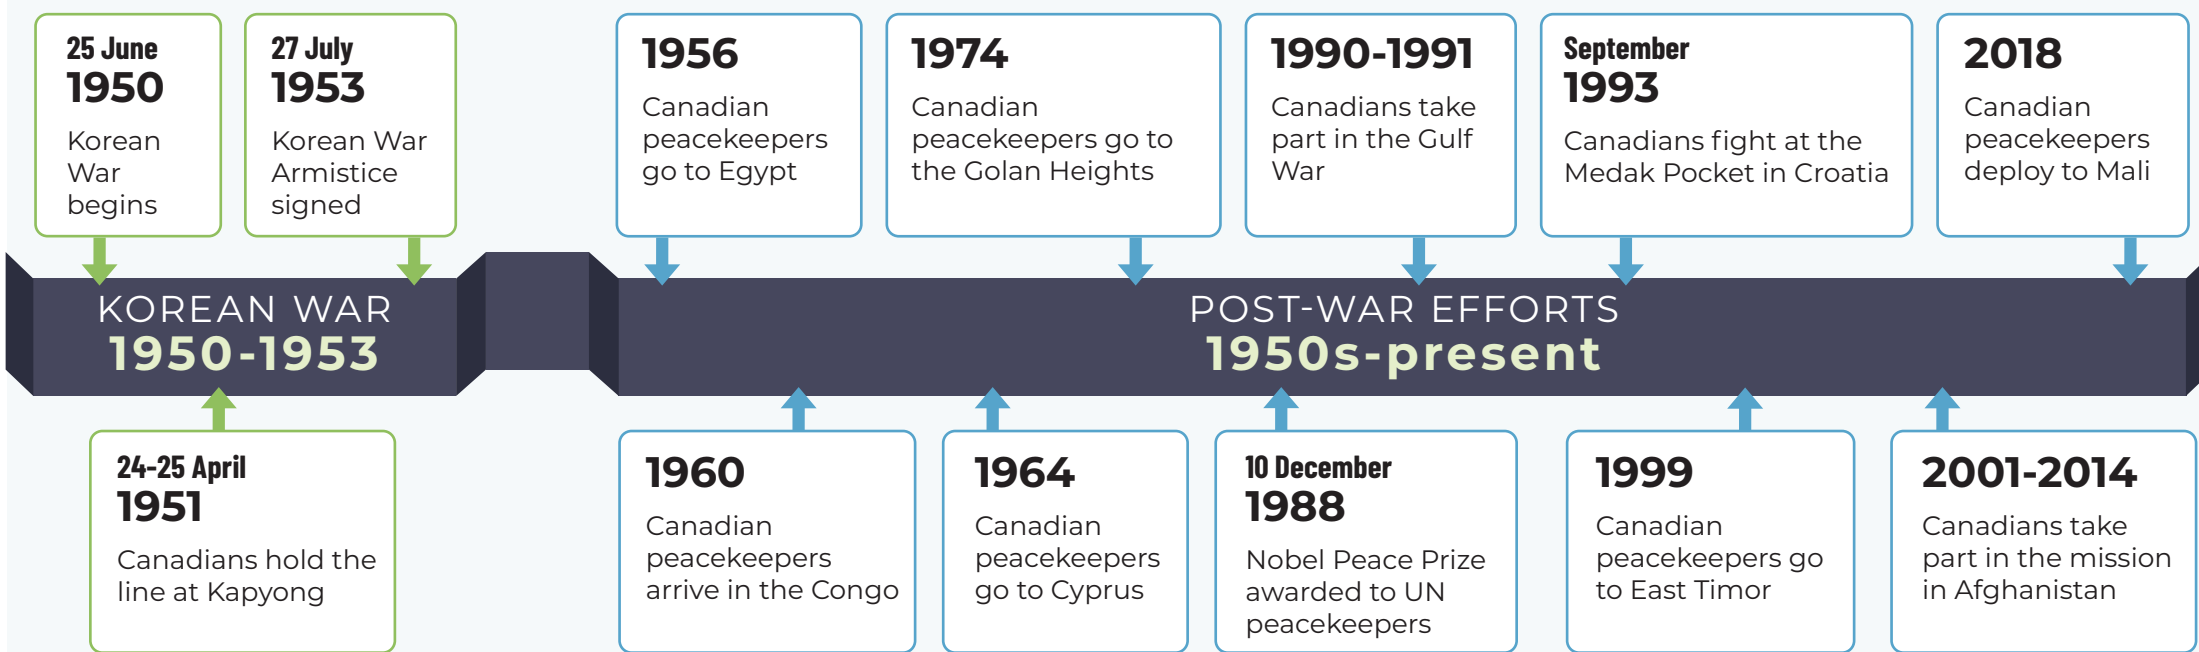 25 June
1950
Korean
War
begins
27 July
1953
Korean War
Armistice
signed
1956
Canadian
peacekeepers
go to Egypt
1974
Canadian
peacekeepers go to
the Golan Heights
1990-1991
Canadians take
part in the Gulf
War
September
1993
Canadians fight at the
Medak Pocket in Croatia
2018
Canadian
peacekeepers
deploy to Mali
KOREAN WAR
1950-1953
POST-WAR EFFORTS
1950s-present
24-25 April
1951
Canadians hold the
line at Kapyong
1960
Canadian
peacekeepers
arrive in the Congo
1964
Canadian
peacekeepers
go to Cyprus
10 December
1988
Nobel Peace Prize
awarded to UN
peacekeepers
1999
Canadian
peacekeepers go
to East Timor
2001-2014
Canadians take
part in the mission
in Afghanistan